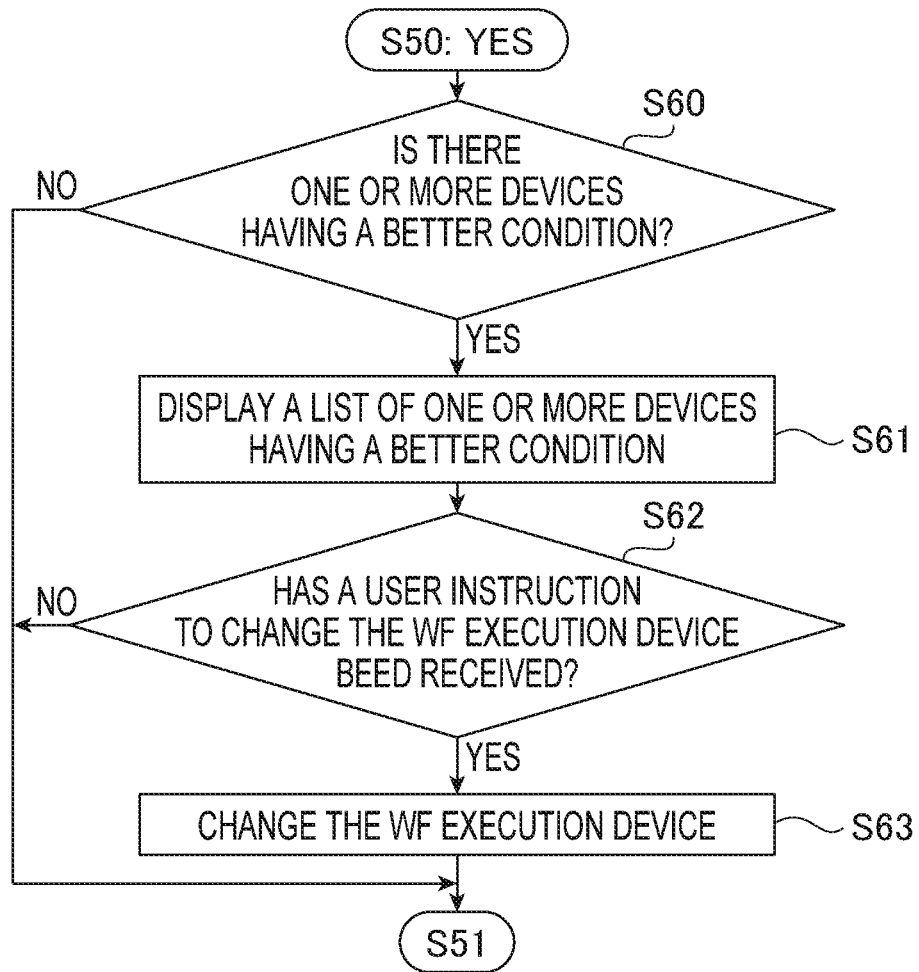 S50: YES
S60
IS THERE
ONE OR MORE DEVICES
HAVING A BETTER CONDITION?
NO
YES
DISPLAY A LIST OF ONE OR MORE DEVICES
HAVING A BETTER CONDITION
S61
S62
HAS A USER INSTRUCTION
TO CHANGE THE WF EXECUTION DEVICE
BEED RECEIVED?
NO
YES
CHANGE THE WF EXECUTION DEVICE
S63
S51